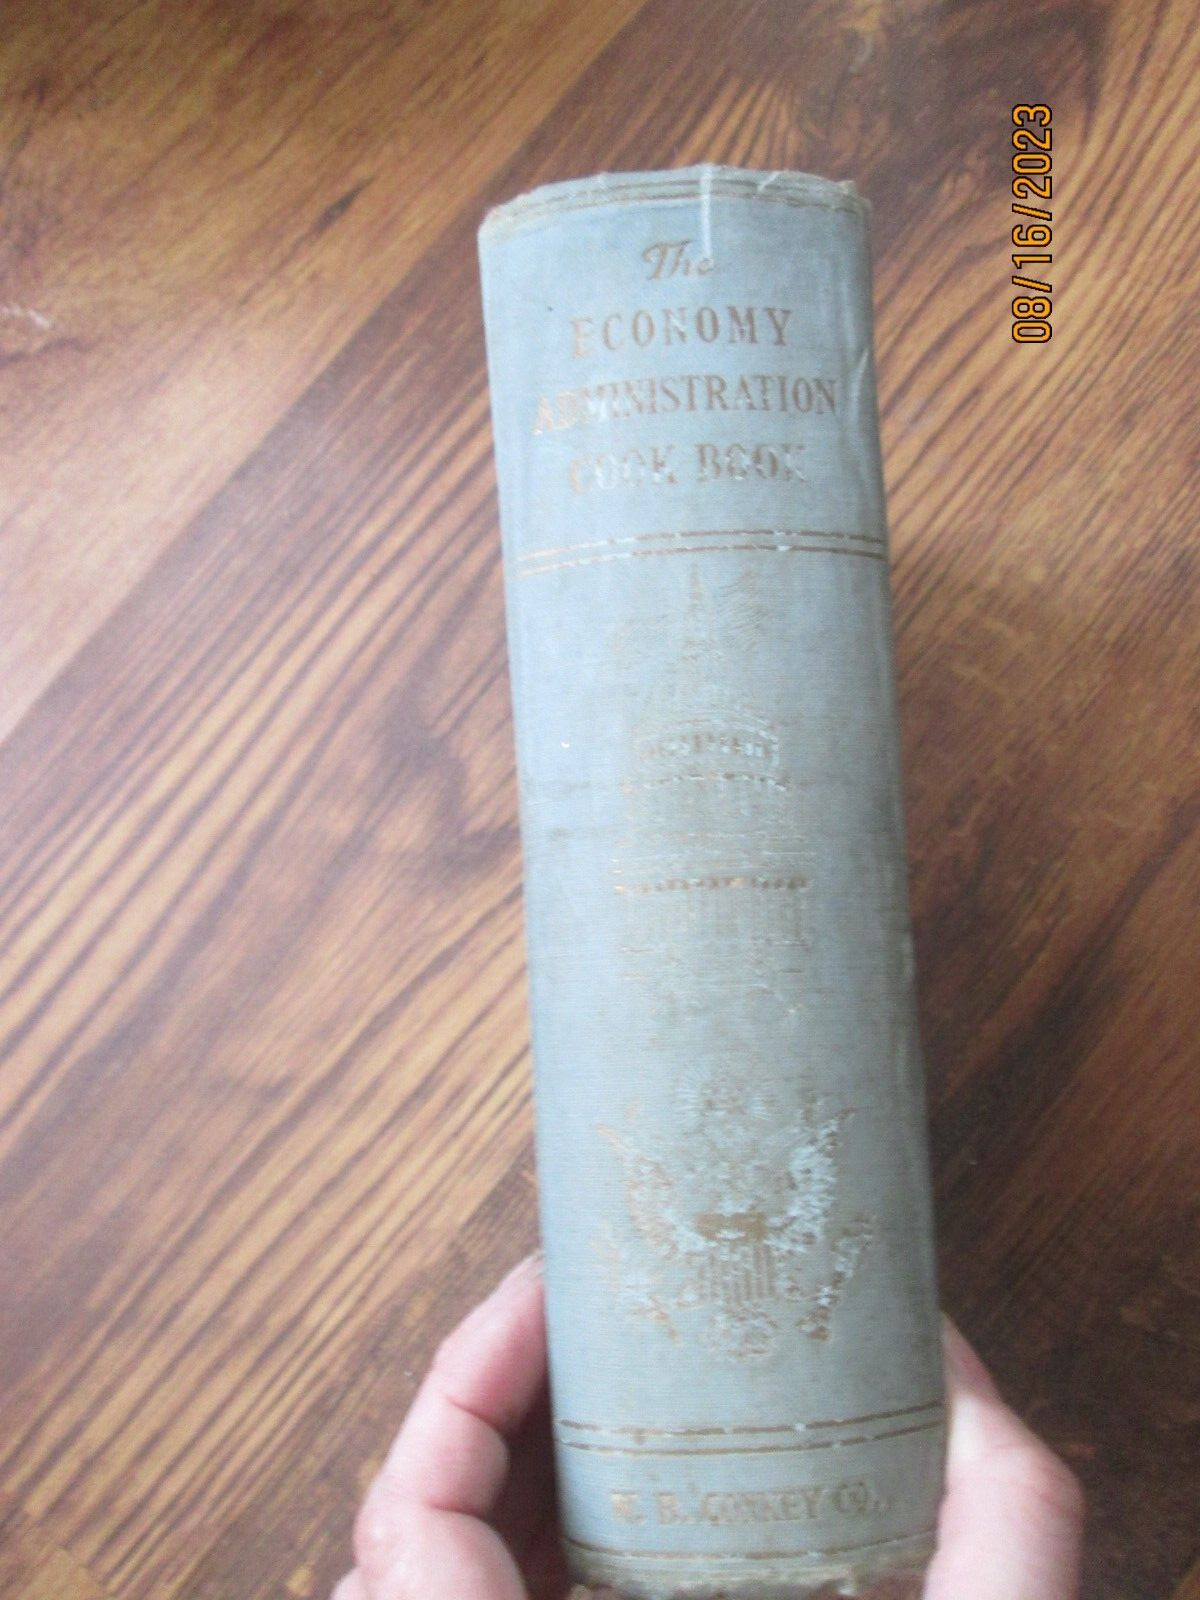 The
ECONOMY
ADMINISTRATION
COOK BOOK
W. B. CONKEY CO.
08/16/2023